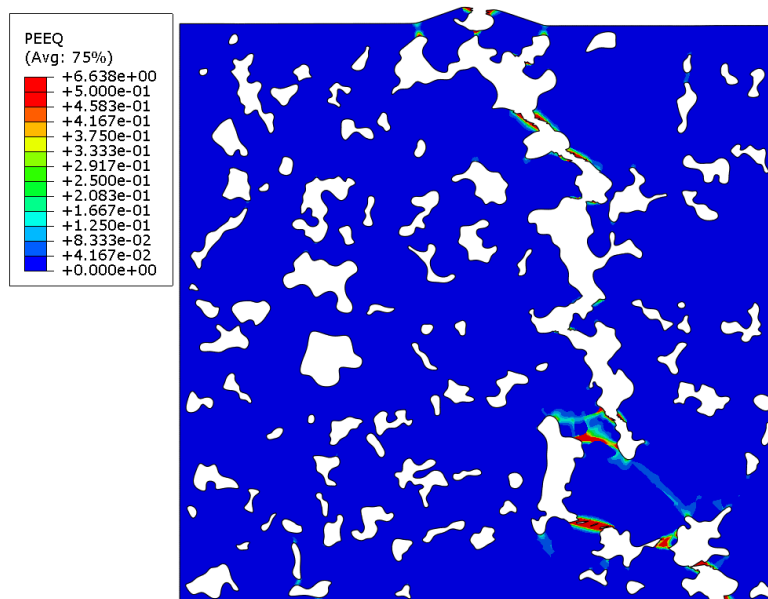 PEEQ
(Avg: 75%)
+6.638e+00
+5.000e-01
+4.583e-01
+4.167e-01
+3.750e-01
+3.333e-01
+2.917e-01
+2.500e-01
+2.083e-01
+1.667e-01
+1.250e-01
+8.333e-02
+4.167e-02
+0.000e+00